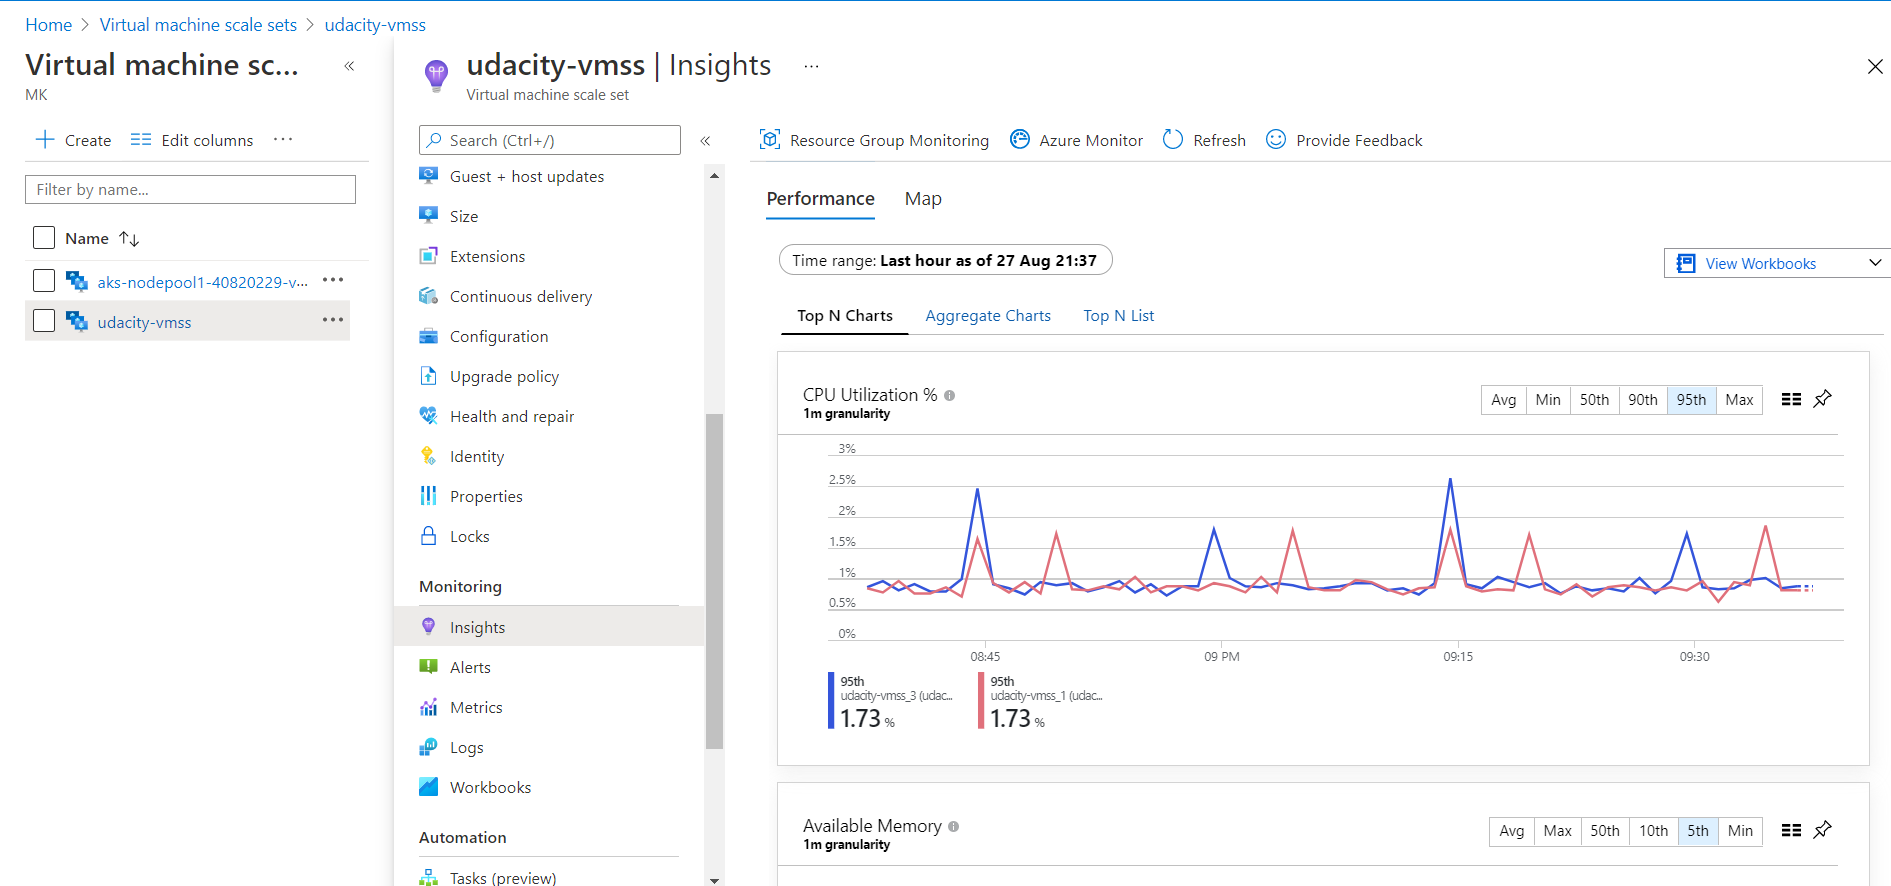 Home > Virtual machine scale sets > udacity-vmss
Virtual machine sc... «
MK
Create Edit columns ...
Filter by name...
Name ↑↓
aks-nodepool1-40820229-v... ...
udacity-vmss ...
udacity-vmss | Insights ...
Virtual machine scale set
Search (Ctrl+/) «
Guest + host updates
Size
Extensions
Continuous delivery
Configuration
Upgrade policy
Health and repair
Identity
Properties
Locks
Monitoring
Insights
Alerts
Metrics
Logs
Workbooks
Automation
Tasks (preview)
Resource Group Monitoring Azure Monitor Refresh Provide Feedback
Performance Map
Time range: Last hour as of 27 Aug 21:37
View Workbooks
Top N Charts Aggregate Charts Top N List
CPU Utilization %
1m granularity
Avg Min 50th 90th 95th Max
3%
2.5%
2%
1.5%
1%
0.5%
0%
08:45 09 PM 09:15 09:30
95th
udacity-vmss_3 (udac...
1.73 %
95th
udacity-vmss_1 (udac...
1.73 %
Available Memory
1m granularity
Avg Max 50th 10th 5th Min